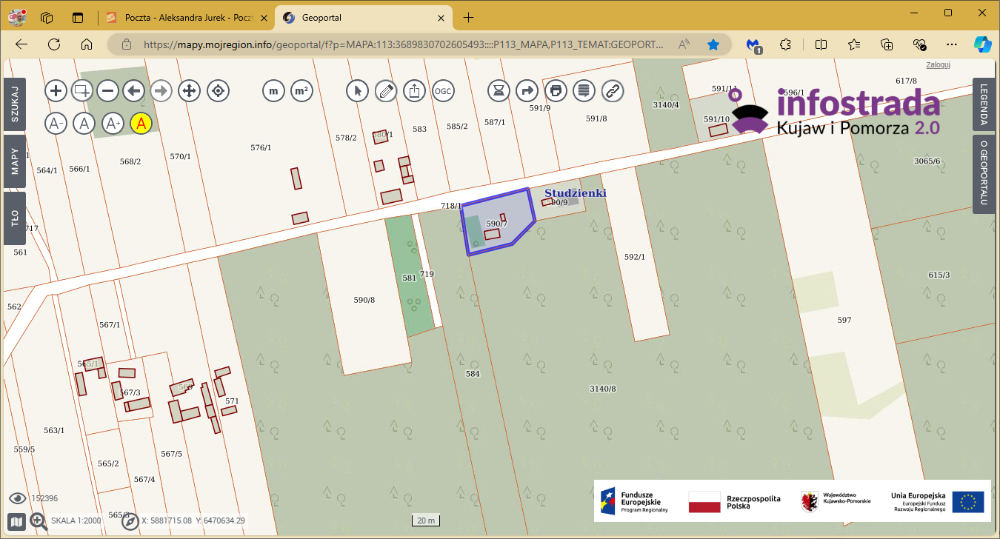 Poczta - Aleksandra Jurek - Poczt
Geoportal
https://mapy.mojregion.info/geoportal/f?p=MAPA:113:3689830702605493::::P113_MAPA.P113_TEMAT:GEOPORT...
1
Zaloguj
SZUKAJ
MAPY
TŁO
LEGENDA
O GEOPORTALU
m
m²
OGC
A-
A
A+
A
infostrada
Kujaw i Pomorza 2.0
617/8
591/11
596/1
3140/4
591/9
591/8
591/10
587/1
585/2
583
580/1
578/2
576/1
570/1
568/2
566/1
564/1
3065/6
718/1
Studzienki
590/9
590/7
717
561
592/1
581
719
590/8
615/3
562
567/1
597
565/1
567/3
569
571
584
3140/8
563/1
559/5
567/5
565/2
567/4
565/3
152396
SKALA 1:2000
X: 5881715.08 Y: 6470634.29
20 m
Fundusze
Europejskie
Program Regionalny
Rzeczpospolita
Polska
Województwo
Kujawsko-Pomorskie
Unia Europejska
Europejski Fundusz
Rozwoju Regionalnego